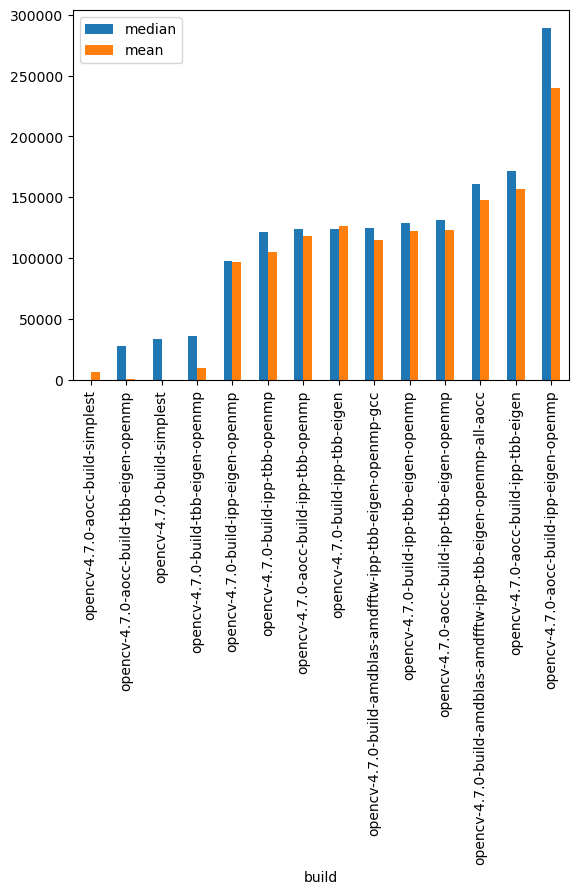 300000
250000
200000
150000
100000
50000
0
median
mean
opencv-4.7.0-aocc-build-simplest
opencv-4.7.0-aocc-build-tbb-eigen-openmp
opencv-4.7.0-build-simplest
opencv-4.7.0-build-tbb-eigen-openmp
opencv-4.7.0-build-ipp-eigen-openmp
opencv-4.7.0-build-ipp-tbb-openmp
opencv-4.7.0-aocc-build-ipp-tbb-openmp
opencv-4.7.0-build-ipp-tbb-eigen
opencv-4.7.0-build-amdblas-amdfftw-ipp-tbb-eigen-openmp-gcc
opencv-4.7.0-build-ipp-tbb-eigen-openmp
opencv-4.7.0-aocc-build-ipp-tbb-eigen-openmp
opencv-4.7.0-build-amdblas-amdfftw-ipp-tbb-eigen-openmp-all-aocc
opencv-4.7.0-aocc-build-ipp-tbb-eigen
opencv-4.7.0-aocc-build-ipp-eigen-openmp
build